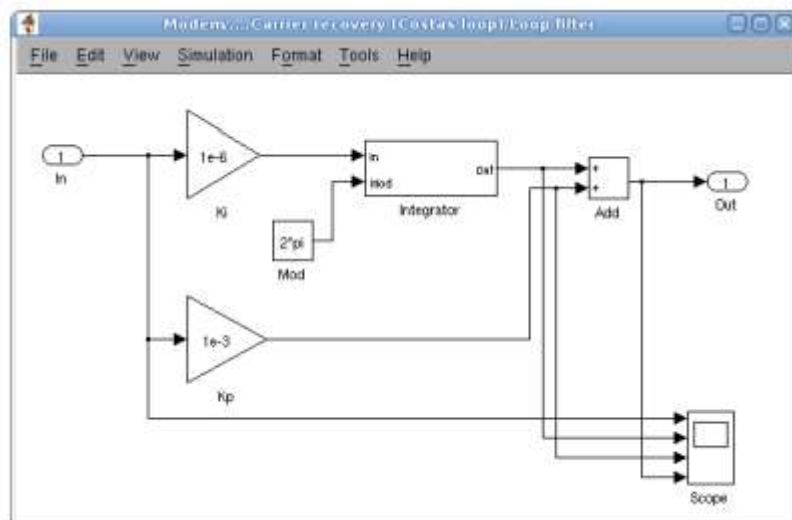 Modem/...Carrier recovery (Costas loop)/Loop filter
File Edit View Simulation Format Tools Help
1
In
1e-6
Ki
In
Mod
Out
Integrator
2*pi
Mod
+
+
Add
1
Out
1e-3
Kp
Scope